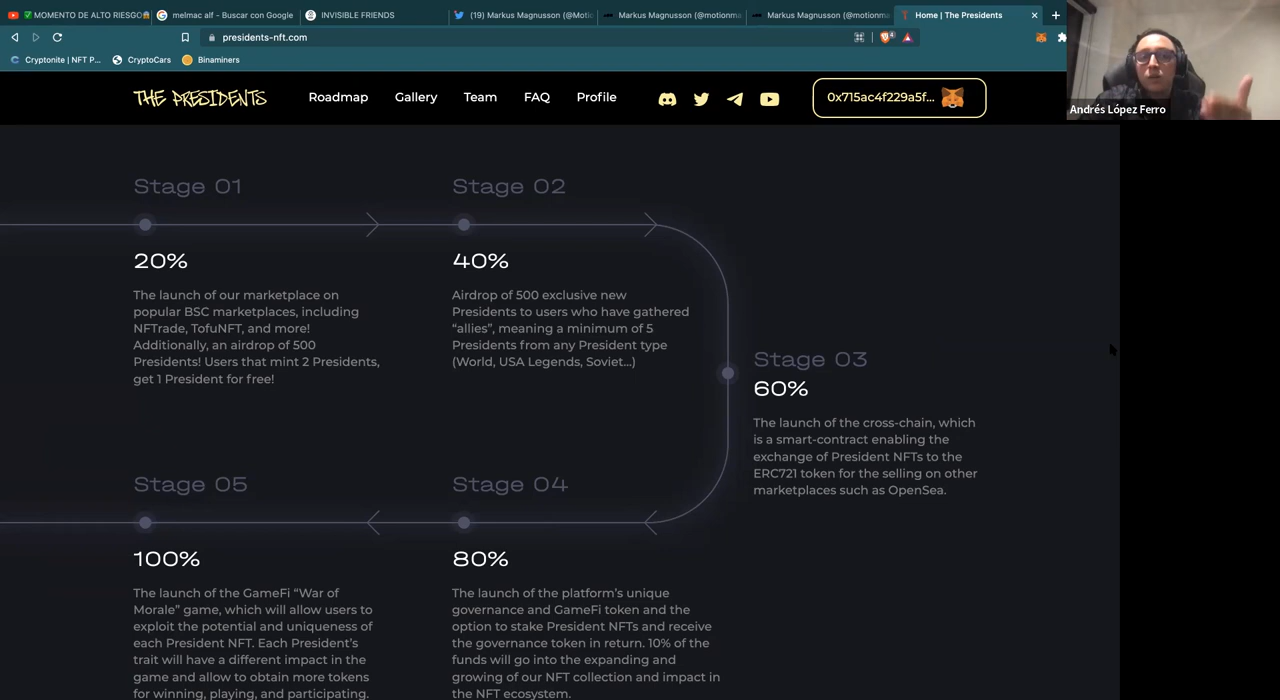 ✅ MOMENTO DE ALTO RIESGO
melmac alf - Buscar con Google
INVISIBLE FRIENDS
(19) Markus Magnusson (@Moti
Markus Magnusson (@motionma
Markus Magnusson (@motionma
Home | The Presidents
presidents-nft.com
Cryptonite | NFT P...
CryptoCars
Binaminers
THE PRESIDENTS
Roadmap
Gallery
Team
FAQ
Profile
0x715ac4f229a5f...
Andrés López Ferro
Stage 01
20%
The launch of our marketplace on
popular BSC marketplaces, including
NFTrade, TofuNFT, and more!
Additionally, an airdrop of 500
Presidents! Users that mint 2 Presidents,
get 1 President for free!
Stage 02
40%
Airdrop of 500 exclusive new
Presidents to users who have gathered
“allies”, meaning a minimum of 5
Presidents from any President type
(World, USA Legends, Soviet...)
Stage 03
60%
The launch of the cross-chain, which
is a smart-contract enabling the
exchange of President NFTs to the
ERC721 token for the selling on other
marketplaces such as OpenSea.
Stage 04
80%
The launch of the platform’s unique
governance and GameFi token and the
option to stake President NFTs and receive
the governance token in return. 10% of the
funds will go into the expanding and
growing of our NFT collection and impact in
the NFT ecosystem.
Stage 05
100%
The launch of the GameFi “War of
Morale” game, which will allow users to
exploit the potential and uniqueness of
each President NFT. Each President’s
trait will have a different impact in the
game and allow to obtain more tokens
for winning, playing, and participating.